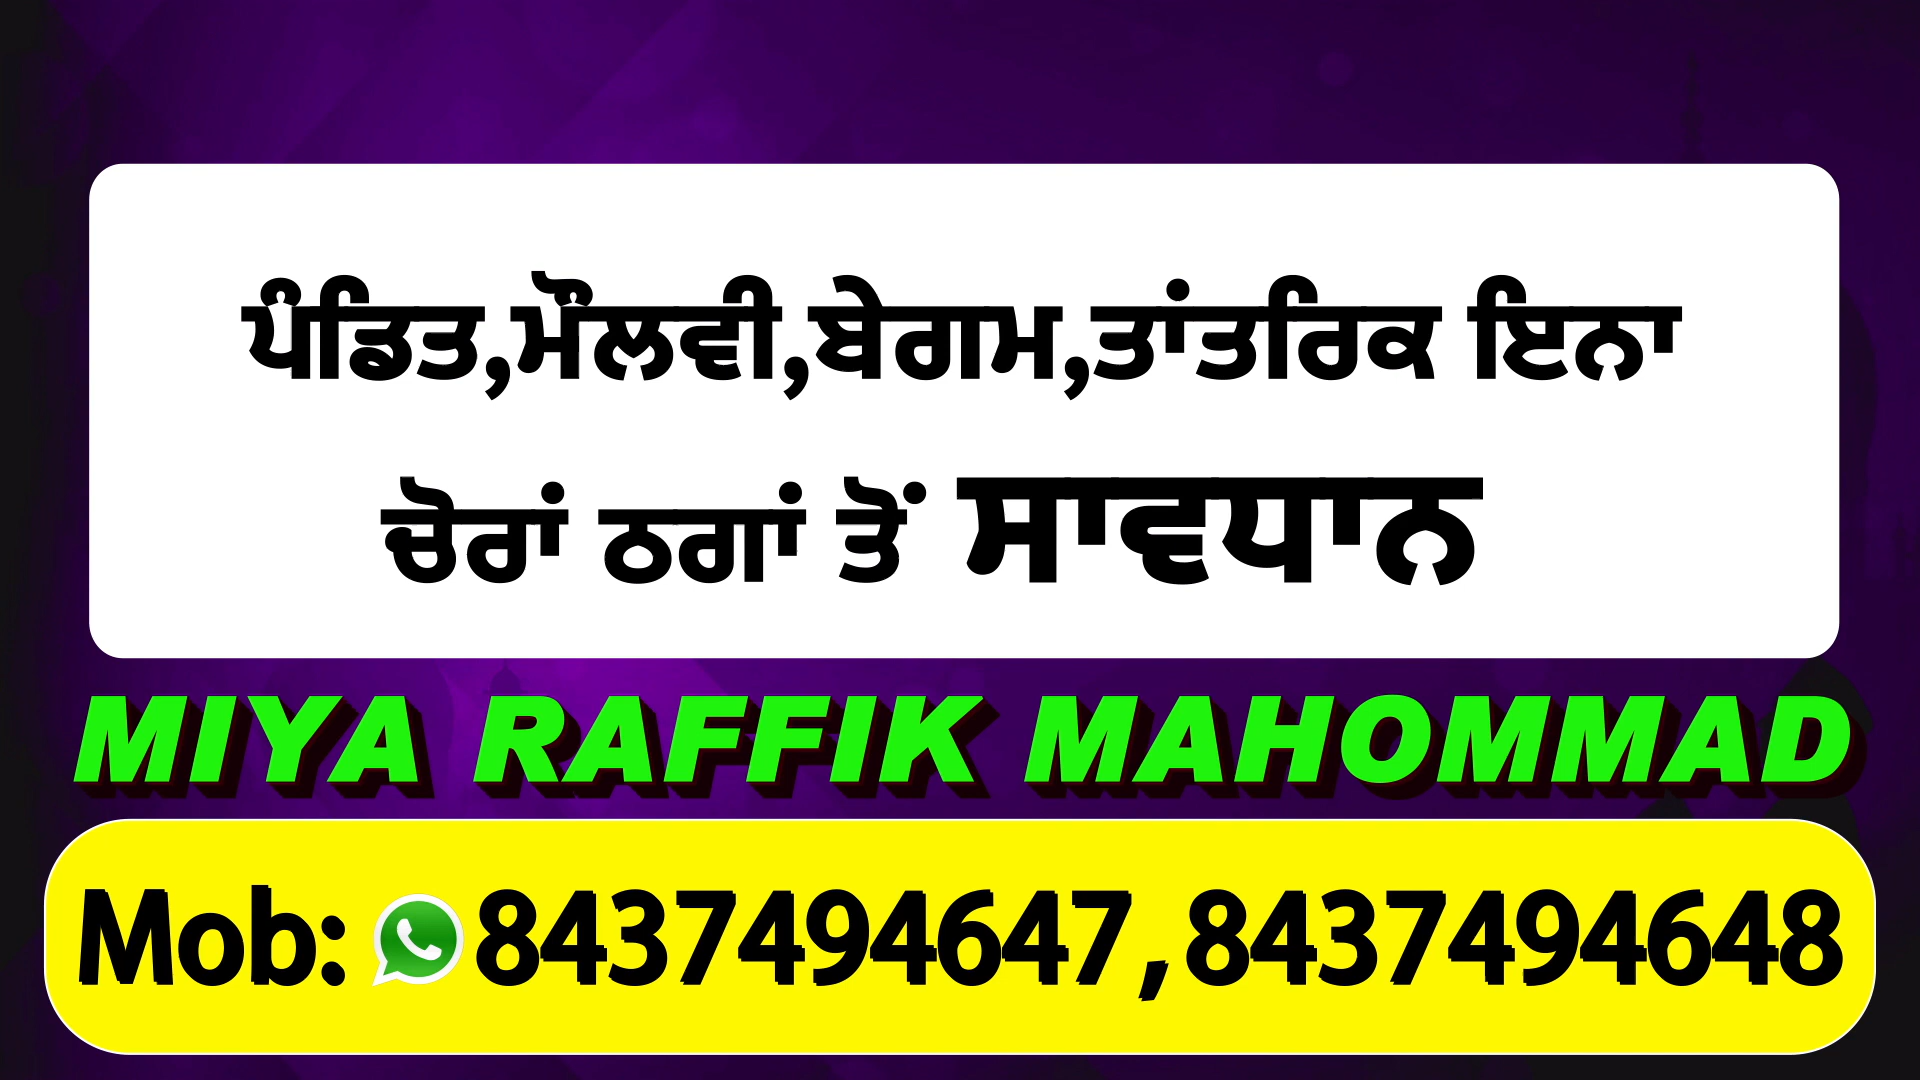 ਪੰਡਿਤ,ਮੌਲਵੀ,ਬੇਗਮ,ਤਾਂਤਰਿਕ ਇਨਾ
ਚੋਰਾਂ ਠਗਾਂ ਤੋਂ ਸਾਵਧਾਨ
MIYA RAFFIK MAHOMMAD
Mob: 8437494647,8437494648